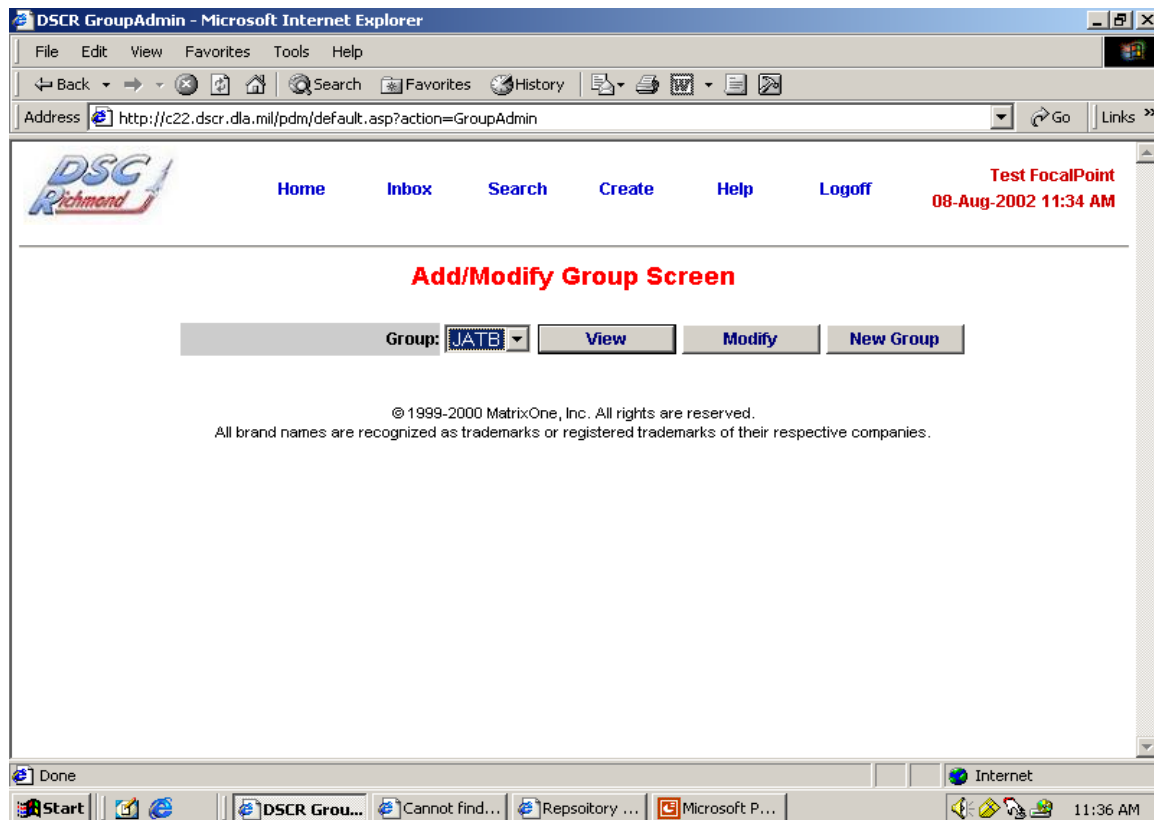 DSCR GroupAdmin - Microsoft Internet Explorer
File Edit View Favorites Tools Help
Back Search Favorites History
Address http://c22.dscr.dla.mil/pdm/default.asp?action=GroupAdmin Go Links »
DSC
Richmond
Home Inbox Search Create Help Logoff
Test FocalPoint
08-Aug-2002 11:34 AM
Add/Modify Group Screen
Group: JATB View Modify New Group
© 1999-2000 MatrixOne, Inc. All rights are reserved.
All brand names are recognized as trademarks or registered trademarks of their respective companies.
Done Internet
Start DSCR Grou... Cannot find... Repsoitory ... Microsoft P... 11:36 AM